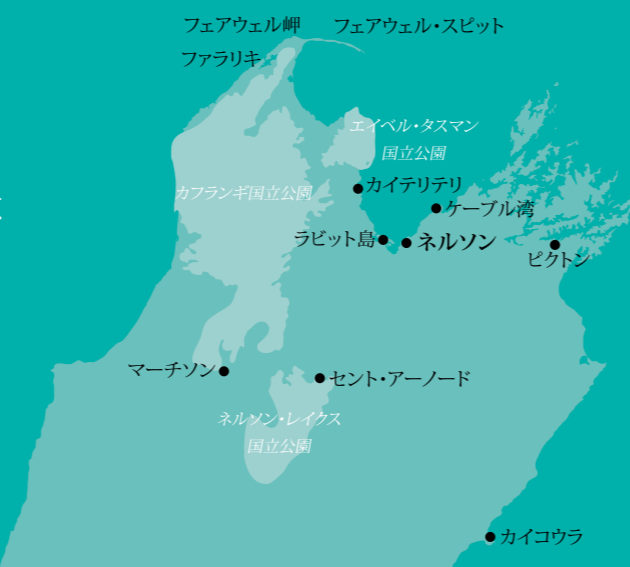 フェアウェル岬
フェアウェル・スピット
ファラリキ
エイベル・タスマン
国立公園
カイテリテリ
カフランギ国立公園
ケーブル湾
ラビット島
ネルソン
ピクトン
マーチソン
セント・アーノード
ネルソン・レイクス
国立公園
カイコウラ